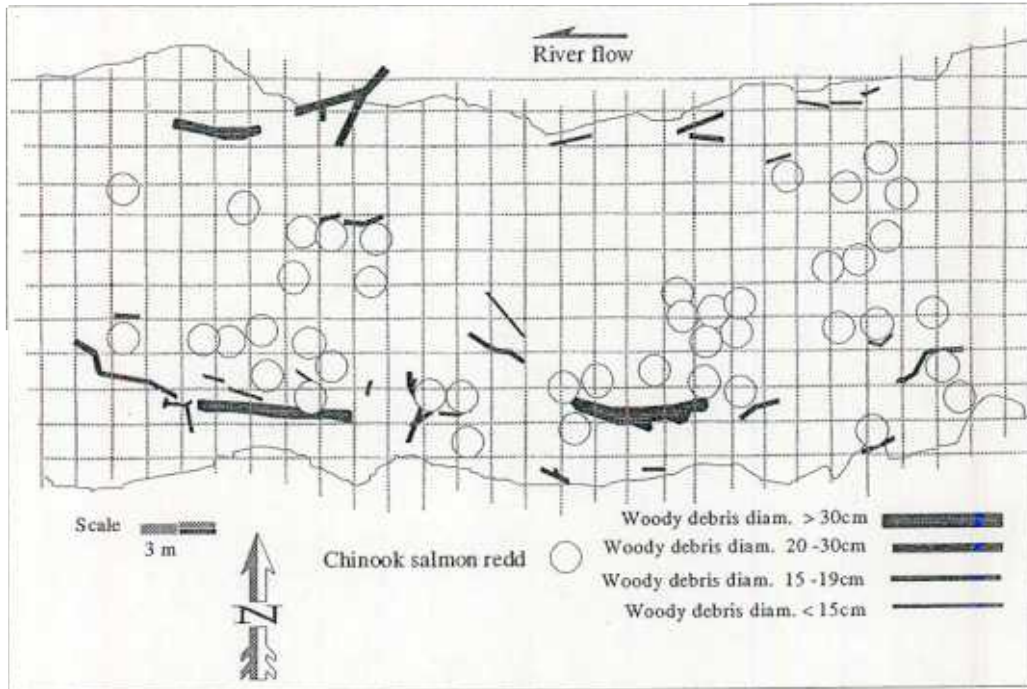 River flow
Scale
3 m
N
Chinook salmon redd
Woody debris diam. > 30cm
Woody debris diam. 20 -30cm
Woody debris diam. 15 -19cm
Woody debris diam. < 15cm